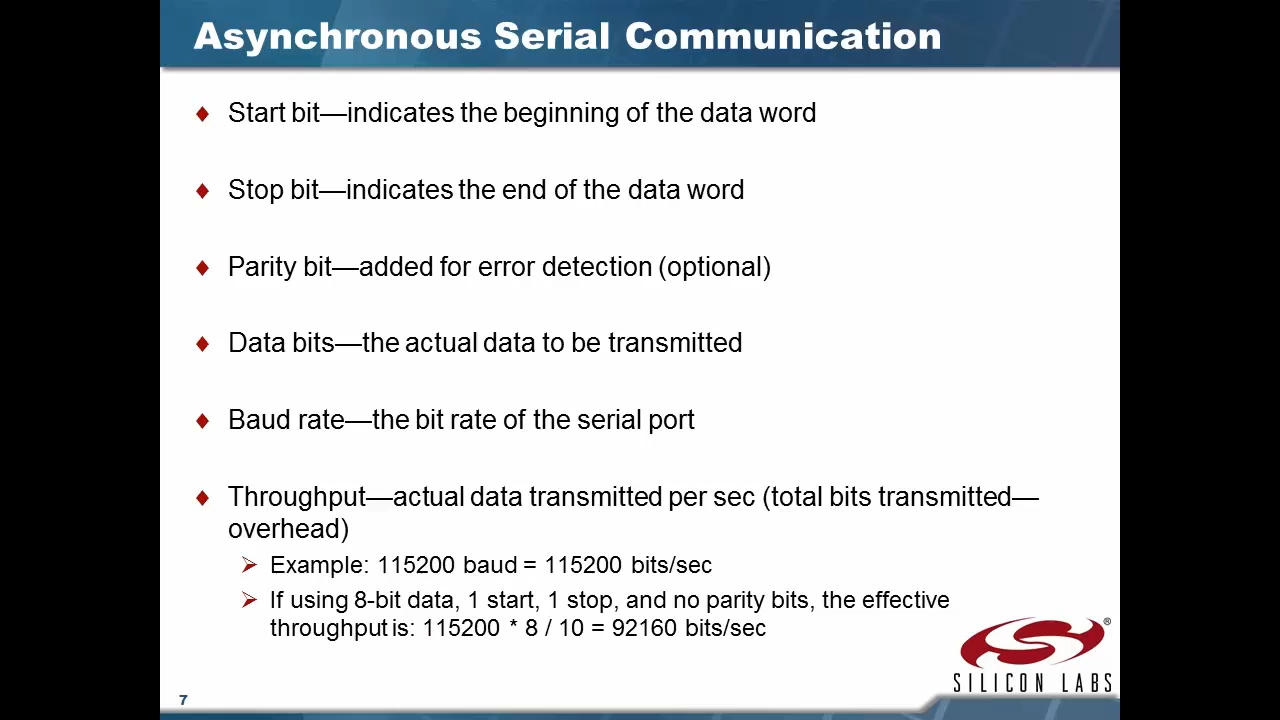 Asynchronous Serial Communication
Start bit—indicates the beginning of the data word
Stop bit—indicates the end of the data word
Parity bit—added for error detection (optional)
Data bits—the actual data to be transmitted
Baud rate—the bit rate of the serial port
Throughput—actual data transmitted per sec (total bits transmitted—
overhead)
Example: 115200 baud = 115200 bits/sec
If using 8-bit data, 1 start, 1 stop, and no parity bits, the effective
throughput is: 115200 * 8 / 10 = 92160 bits/sec
®
SILICON LABS
7